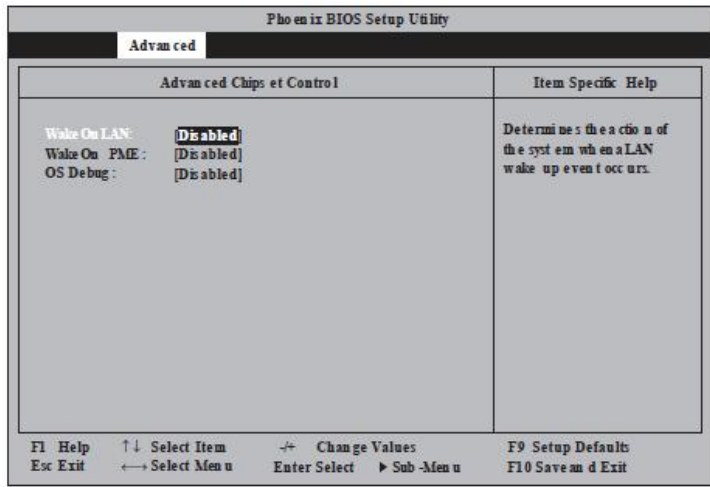 Phoenix BIOS Setup Utility
Advanced
Advanced Chipset Control
Item Specific Help
Wake On LAN: [Disabled]
Wake On PME: [Disabled]
OS Debug: [Disabled]
Determines the action of
the system when a LAN
wake up event occurs.
F1 Help ↑↓ Select Item -/+ Change Values F9 Setup Defaults
Esc Exit ←→ Select Menu Enter Select ▶ Sub-Menu F10 Save and Exit